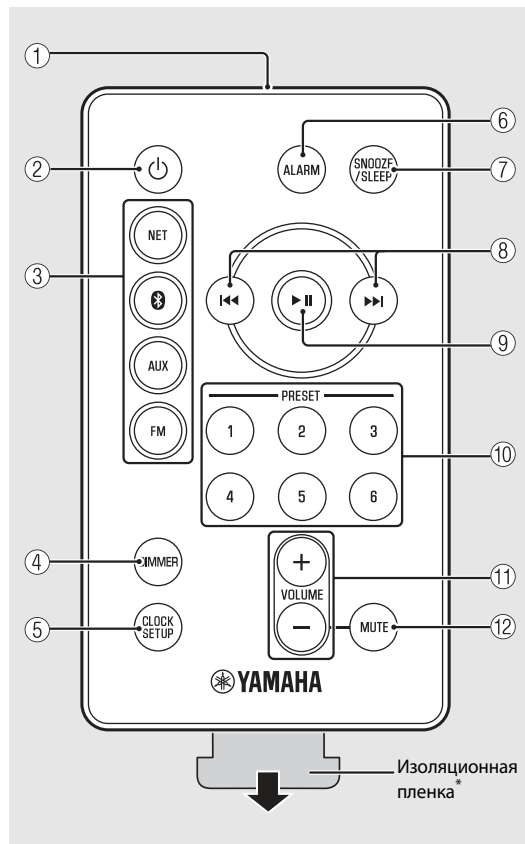 ①
⑥
②
ALARM
SNOOZE
/SLEEP
⑦
③
NET
⑧
AUX
⑨
FM
PRESET
1 2 3
⑩
4 5 6
④
DIMMER
+
⑪
VOLUME
⑤
CLOCK
SETUP
−
MUTE
⑫
YAMAHA
Изоляционная
пленка*